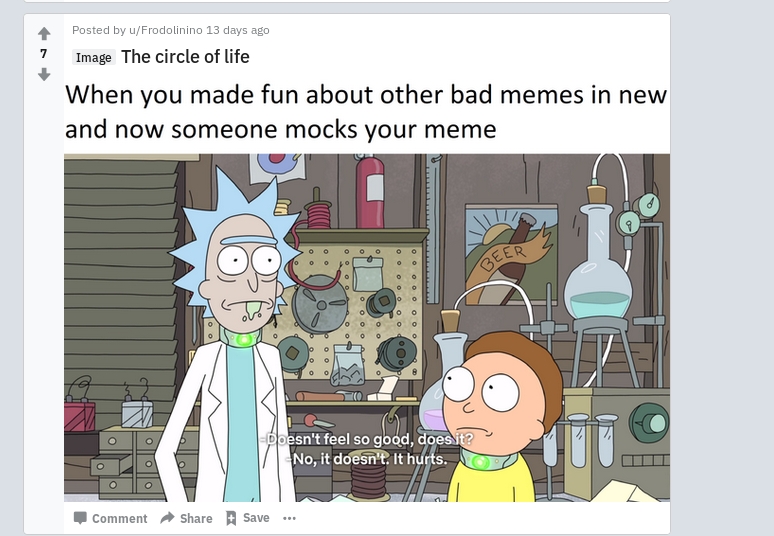 Posted by u/Frodolinino 13 days ago
7
Image The circle of life
When you made fun about other bad memes in new
and now someone mocks your meme
BEER
-Doesn't feel so good, does it?
-No, it doesn't. It hurts.
Comment Share Save ...